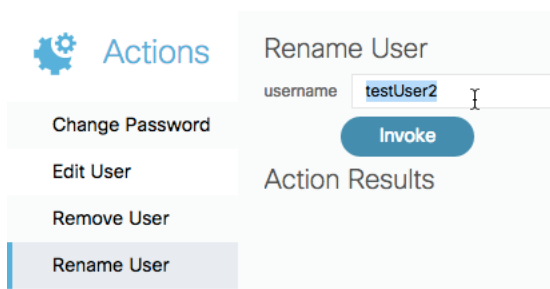 Actions
Change Password
Edit User
Remove User
Rename User
Rename User
username testUser2
Invoke
Action Results